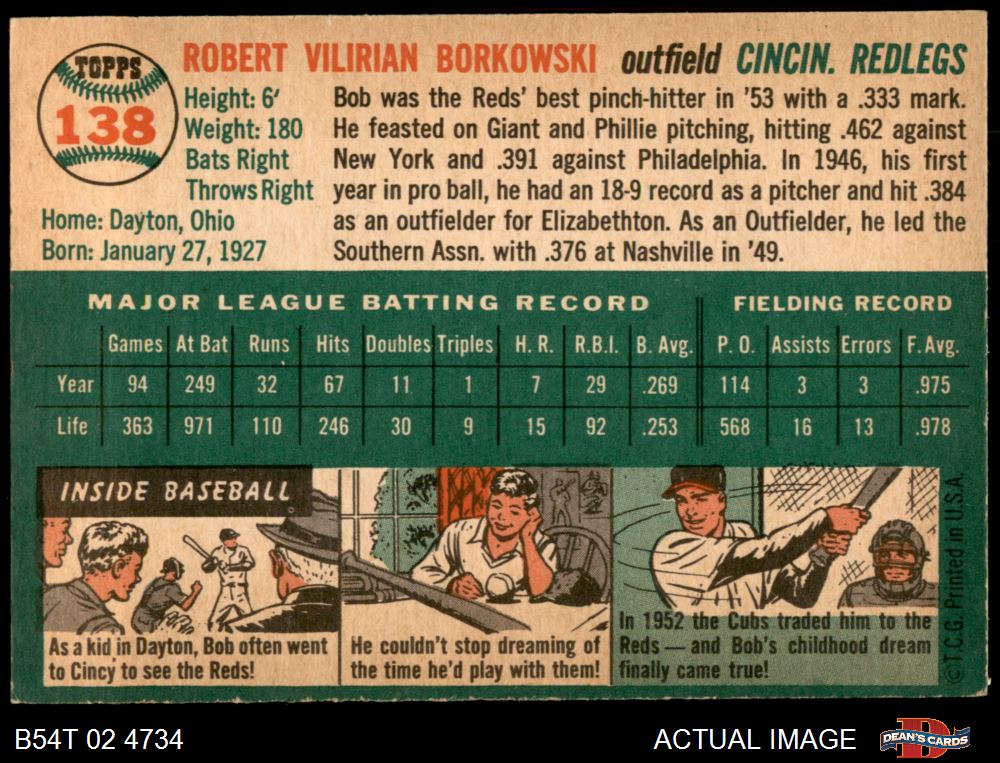 TOPPS
138
ROBERT VILIRIAN BORKOWSKI outfield CINCIN. REDLEGS
Height: 6'
Weight: 180
Bats Right
Throws Right
Home: Dayton, Ohio
Born: January 27, 1927
Bob was the Reds' best pinch-hitter in '53 with a .333 mark.
He feasted on Giant and Phillie pitching, hitting .462 against
New York and .391 against Philadelphia. In 1946, his first
year in pro ball, he had an 18-9 record as a pitcher and hit .384
as an outfielder for Elizabethton. As an Outfielder, he led the
Southern Assn. with .376 at Nashville in '49.
MAJOR LEAGUE BATTING RECORD FIELDING RECORD
Games At Bat Runs Hits Doubles Triples H. R. R.B.I. B. Avg. P. O. Assists Errors F. Avg.
Year 94 249 32 67 11 1 7 29 .269 114 3 3 .975
Life 363 971 110 246 30 9 15 92 .253 568 16 13 .978
INSIDE BASEBALL
As a kid in Dayton, Bob often went
to Cincy to see the Reds!
He couldn't stop dreaming of
the time he'd play with them!
In 1952 the Cubs traded him to the
Reds — and Bob's childhood dream
finally came true!
© T.C.G. Printed in U.S.A.
B54T 02 4734
ACTUAL IMAGE
D
DEAN'S CARDS